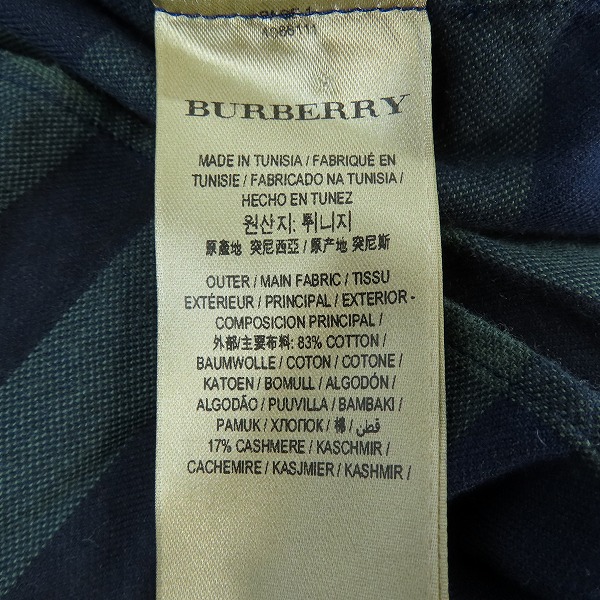 BURBERRY
MADE IN TUNISIA / FABRIQUÉ EN
TUNISIE / FABRICADO NA TUNISIA /
HECHO EN TUNEZ
원산지: 튀니지
原產地 突尼西亞 / 原产地 突尼斯
OUTER / MAIN FABRIC / TISSU
EXTÉRIEUR / PRINCIPAL / EXTERIOR -
COMPOSICION PRINCIPAL /
外部/主要布料: 83% COTTON /
BAUMWOLLE / COTON / COTONE /
KATOEN / BOMULL / ALGODÓN /
ALGODÃO / PUUVILLA / BAMBAKI /
PAMUK / ХЛОПОК / 棉 / قطن /
17% CASHMERE / KASCHMIR /
CACHEMIRE / KASJMIER / KASHMIR /